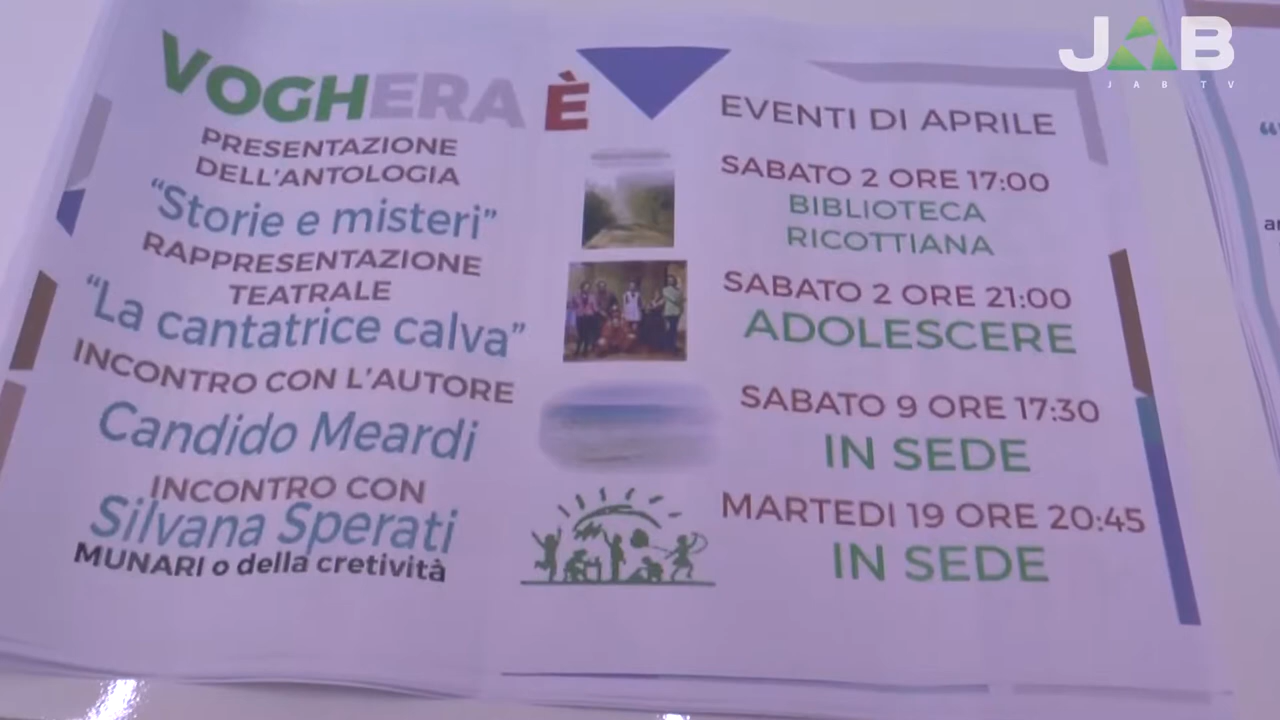 JAB
JABTV
VOGHERA È
PRESENTAZIONE
DELL'ANTOLOGIA
"Storie e misteri"
RAPPRESENTAZIONE
TEATRALE
"La cantatrice calva"
INCONTRO CON L'AUTORE
Candido Meardi
INCONTRO CON
Silvana Sperati
MUNARI o della cretività
EVENTI DI APRILE
SABATO 2 ORE 17:00
BIBLIOTECA
RICOTTIANA
SABATO 2 ORE 21:00
ADOLESCERE
SABATO 9 ORE 17:30
IN SEDE
MARTEDI 19 ORE 20:45
IN SEDE